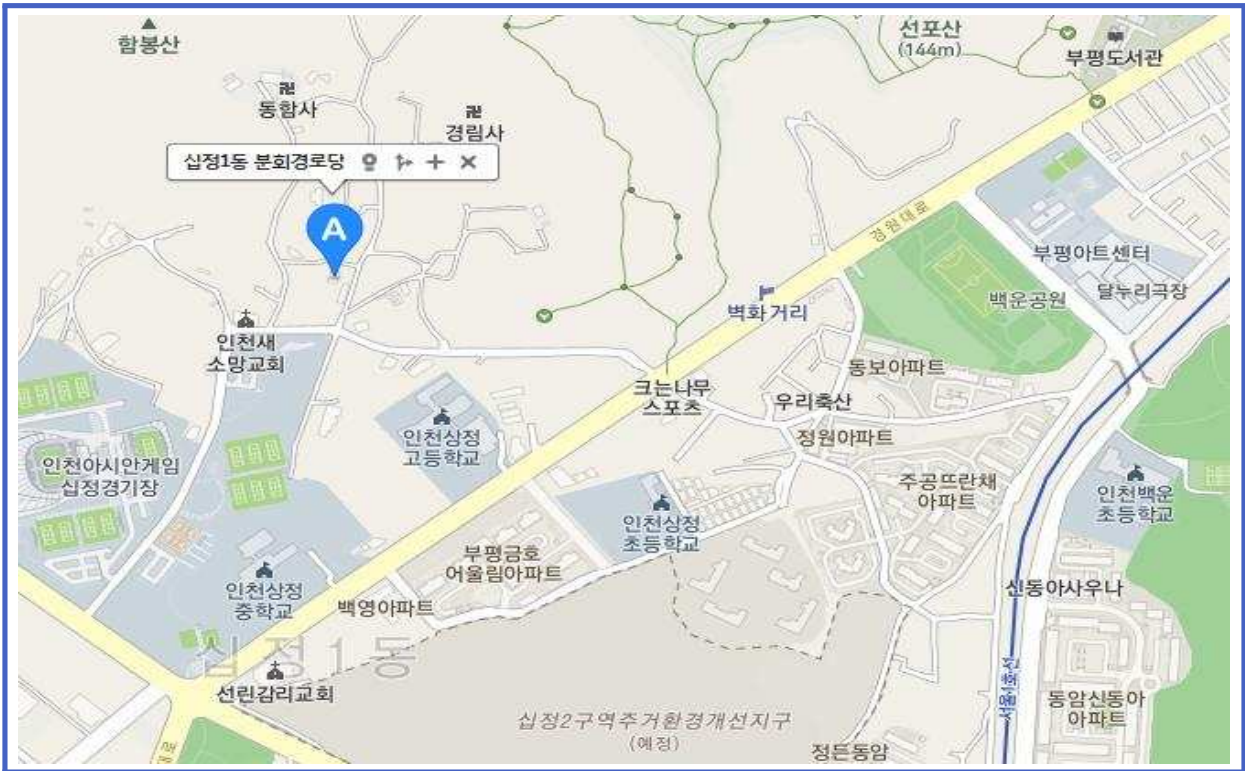 함봉산
선포산
(144m)
부평도서관
동함사
경림사
십정1동 분회경로당
A
경원대로
부평아트센터
달누리극장
백운공원
벽화 거리
인천새
소망교회
동보아파트
크는나무
스포츠
우리축산
정원아파트
인천상정
고등학교
인천아시안게임
십정경기장
주공뜨란채
아파트
인천백운
초등학교
인천상정
초등학교
부평금호
어울림아파트
인천상정
중학교
백영아파트
신동아사우나
십정1동
선린감리교회
서울1호선
동암신동아
아파트
십정2구역주거환경개선지구
(예정)
정든동암
대로